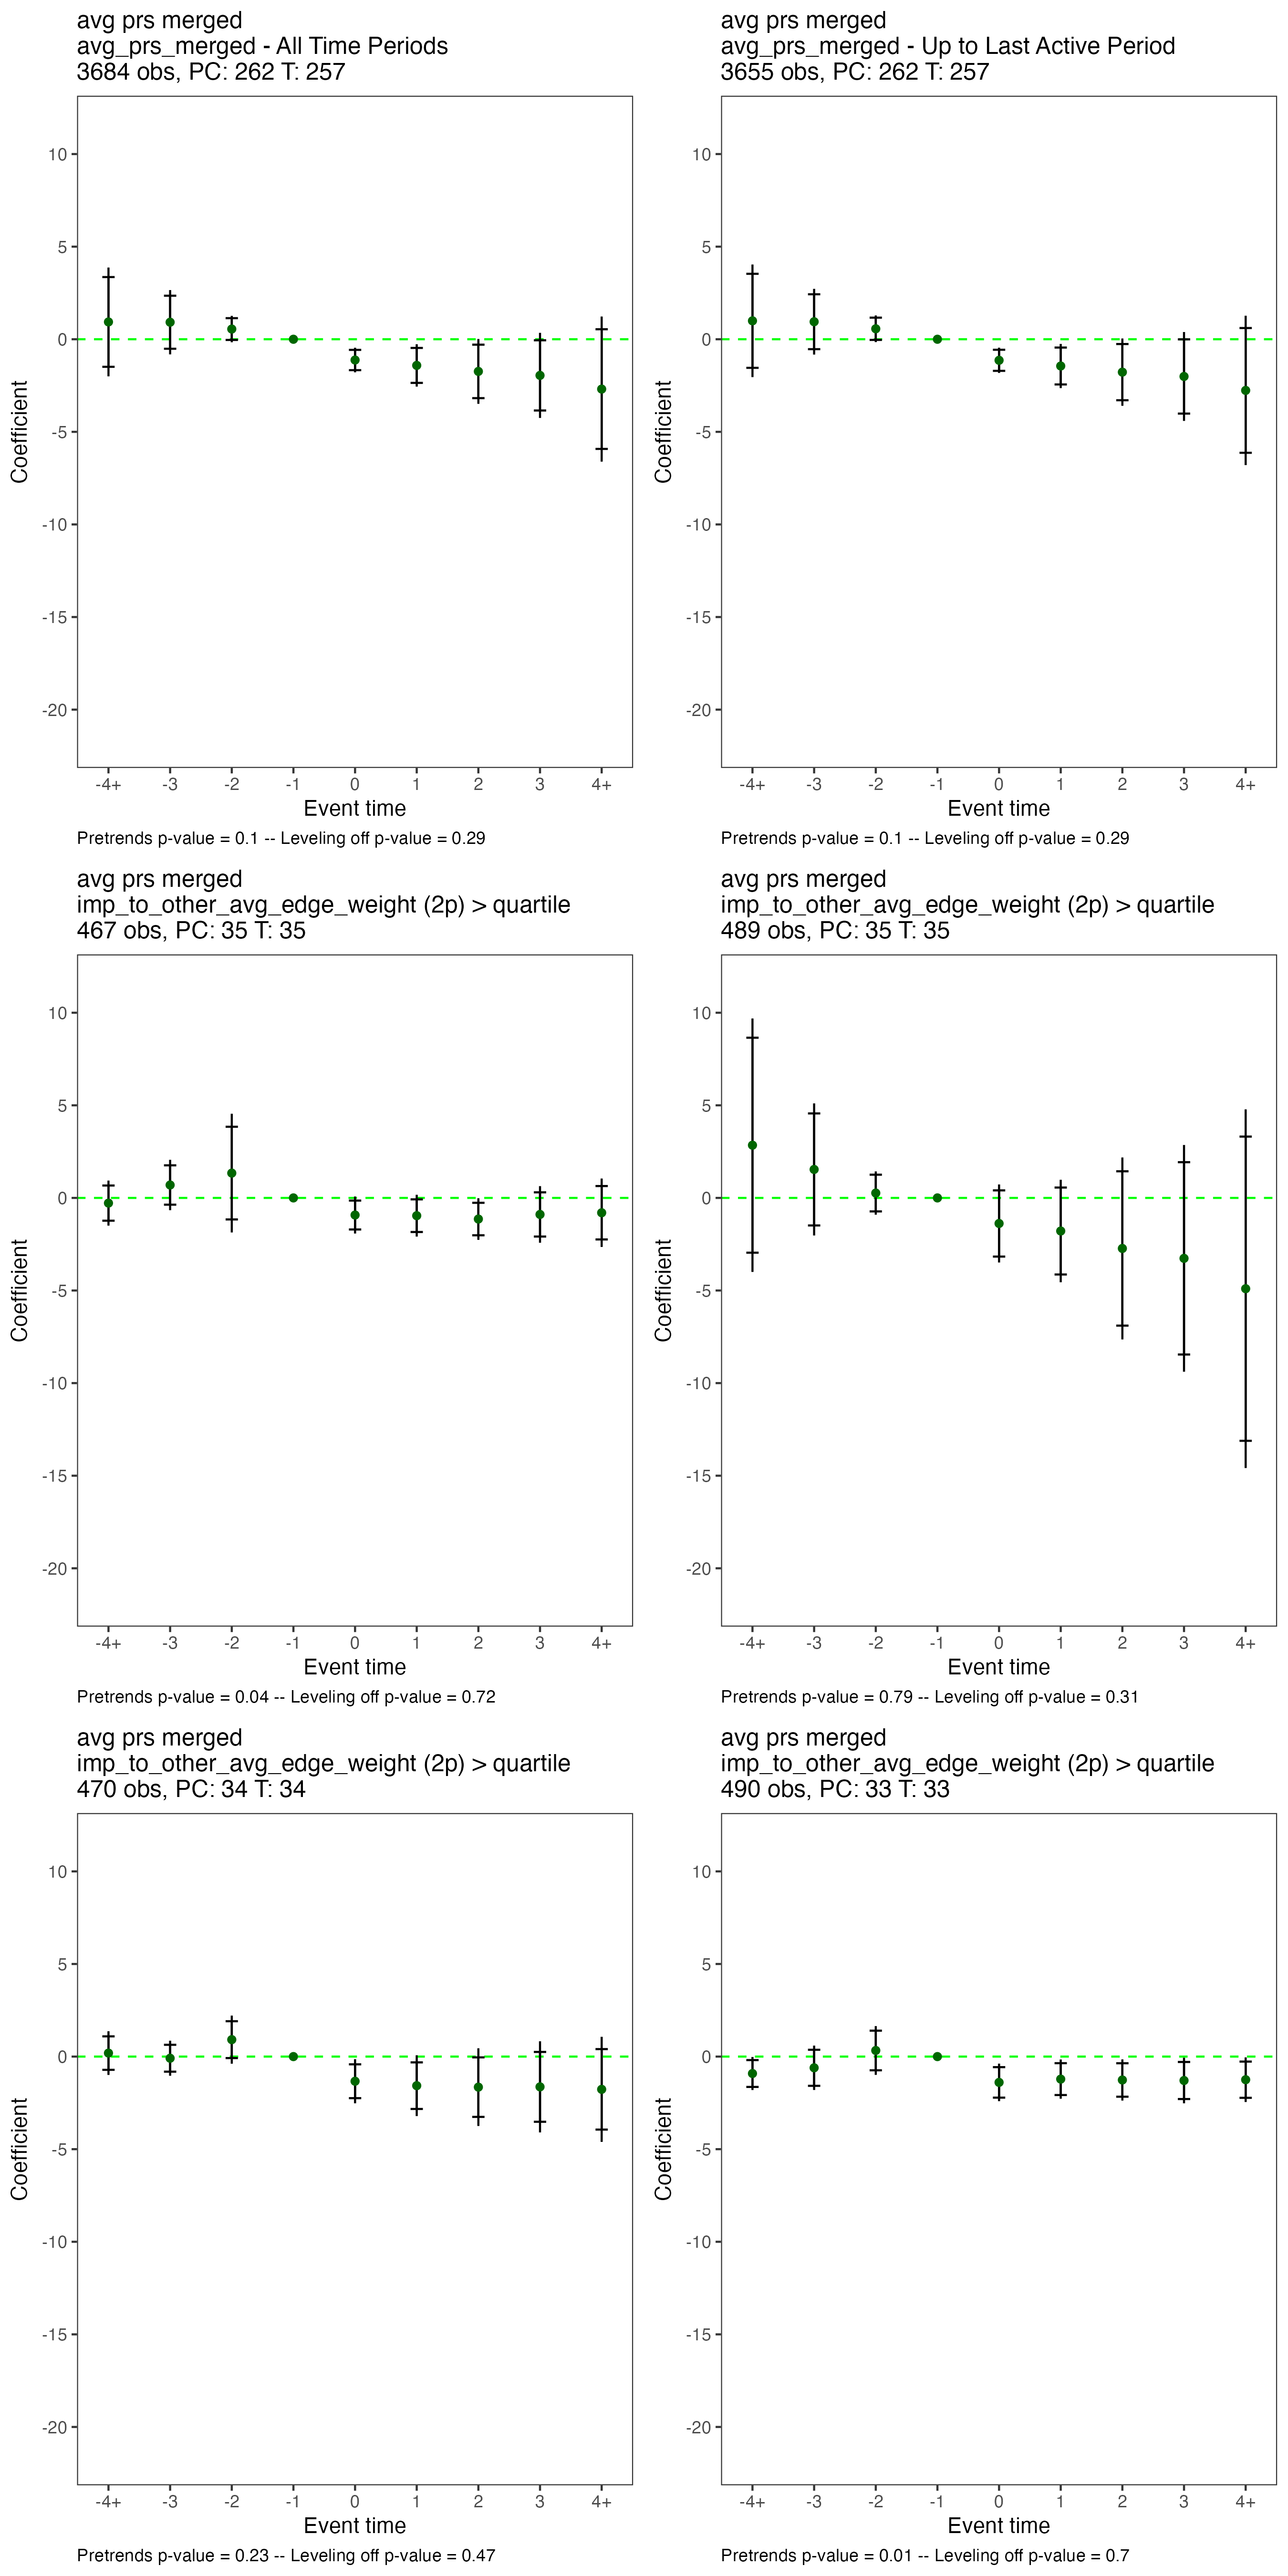 avg prs merged
avg_prs_merged - All Time Periods
3684 obs, PC: 262 T: 257
10
5
0
-5
-10
-15
-20
Coefficient
-4+ -3 -2 -1 0 1 2 3 4+
Event time
Pretrends p-value = 0.1 -- Leveling off p-value = 0.29
avg prs merged
avg_prs_merged - Up to Last Active Period
3655 obs, PC: 262 T: 257
10
5
0
-5
-10
-15
-20
Coefficient
-4+ -3 -2 -1 0 1 2 3 4+
Event time
Pretrends p-value = 0.1 -- Leveling off p-value = 0.29
avg prs merged
imp_to_other_avg_edge_weight (2p) > quartile
467 obs, PC: 35 T: 35
10
5
0
-5
-10
-15
-20
Coefficient
-4+ -3 -2 -1 0 1 2 3 4+
Event time
Pretrends p-value = 0.04 -- Leveling off p-value = 0.72
avg prs merged
imp_to_other_avg_edge_weight (2p) > quartile
489 obs, PC: 35 T: 35
10
5
0
-5
-10
-15
-20
Coefficient
-4+ -3 -2 -1 0 1 2 3 4+
Event time
Pretrends p-value = 0.79 -- Leveling off p-value = 0.31
avg prs merged
imp_to_other_avg_edge_weight (2p) > quartile
470 obs, PC: 34 T: 34
10
5
0
-5
-10
-15
-20
Coefficient
-4+ -3 -2 -1 0 1 2 3 4+
Event time
Pretrends p-value = 0.23 -- Leveling off p-value = 0.47
avg prs merged
imp_to_other_avg_edge_weight (2p) > quartile
490 obs, PC: 33 T: 33
10
5
0
-5
-10
-15
-20
Coefficient
-4+ -3 -2 -1 0 1 2 3 4+
Event time
Pretrends p-value = 0.01 -- Leveling off p-value = 0.7